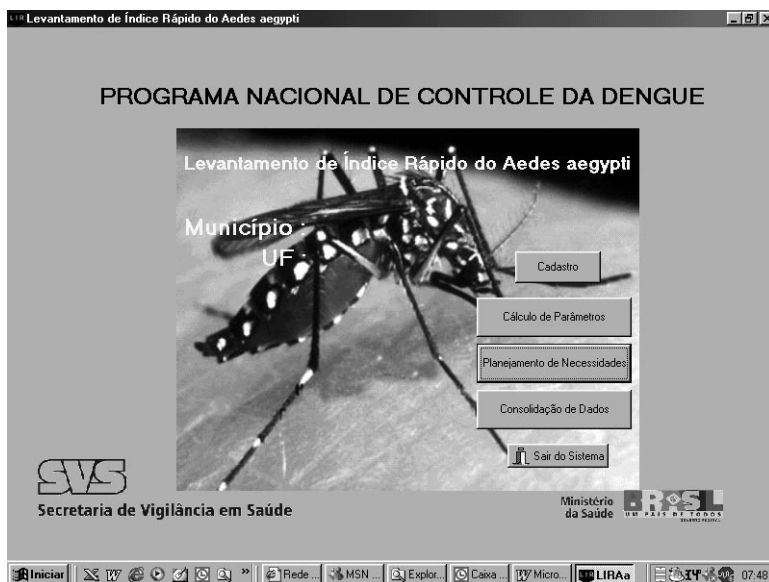 LIR Levantamento de Índice Rápido do Aedes aegypti
PROGRAMA NACIONAL DE CONTROLE DA DENGUE
Levantamento de Índice Rápido do Aedes aegypti
Município :
UF :
Cadastro
Cálculo de Parâmetros
Planejamento de Necessidades
Consolidação de Dados
Sair do Sistema
SVS
Secretaria de Vigilância em Saúde
Ministério
da Saúde
BRASIL
UM PAÍS DE TODOS
Iniciar
»
Rede ...
MSN ...
Explor...
Caixa ...
Micro...
LIR LIRAa
07:48